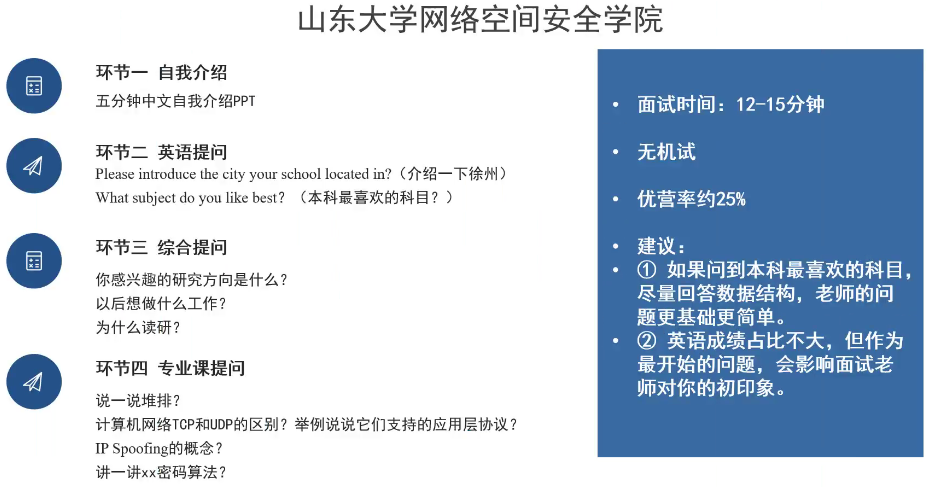 山东大学网络空间安全学院
环节一 自我介绍
五分钟中文自我介绍PPT
环节二 英语提问
Please introduce the city your school located in?（介绍一下徐州）
What subject do you like best？（本科最喜欢的科目？）
环节三 综合提问
你感兴趣的研究方向是什么？
以后想做什么工作？
为什么读研？
环节四 专业课提问
说一说堆排？
计算机网络TCP和UDP的区别？举例说说它们支持的应用层协议？
IP Spoofing的概念？
讲一讲xx密码算法？
• 面试时间：12-15分钟
• 无机试
• 优营率约25%
• 建议：
• ① 如果问到本科最喜欢的科目，
尽量回答数据结构，老师的问
题更基础更简单。
• ② 英语成绩占比不大，但作为
最开始的问题，会影响面试老
师对你的初印象。